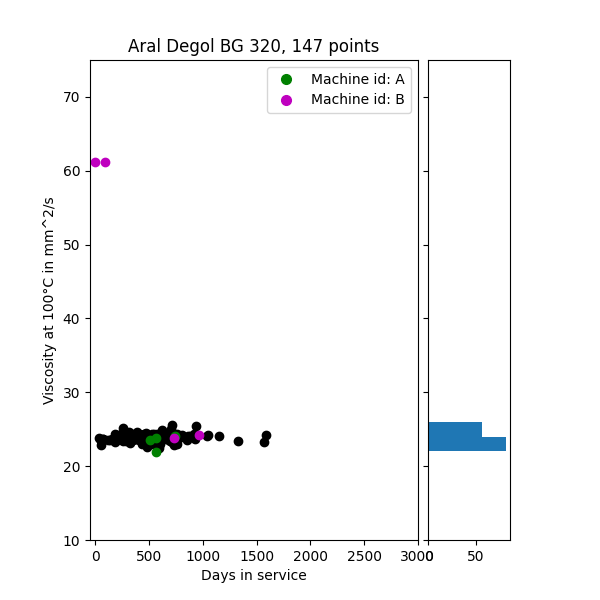 Aral Degol BG 320, 147 points
Machine id: A
Machine id: B
70
60
50
40
30
20
10
Viscosity at 100°C in mm^2/s
0 500 1000 1500 2000 2500 3000
0 50
Days in service